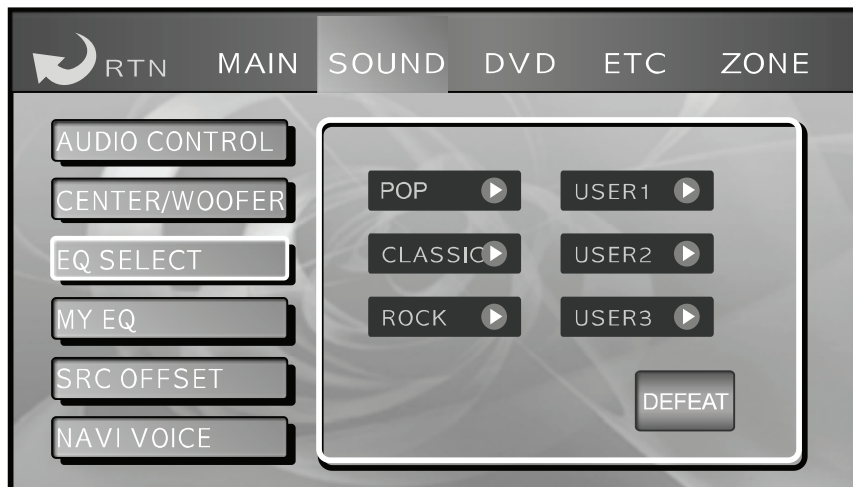 RTN MAIN SOUND DVD ETC ZONE
AUDIO CONTROL
CENTER/WOOFER
EQ SELECT
MY EQ
SRC OFFSET
NAVI VOICE
POP USER1
CLASSIC USER2
ROCK USER3
DEFEAT